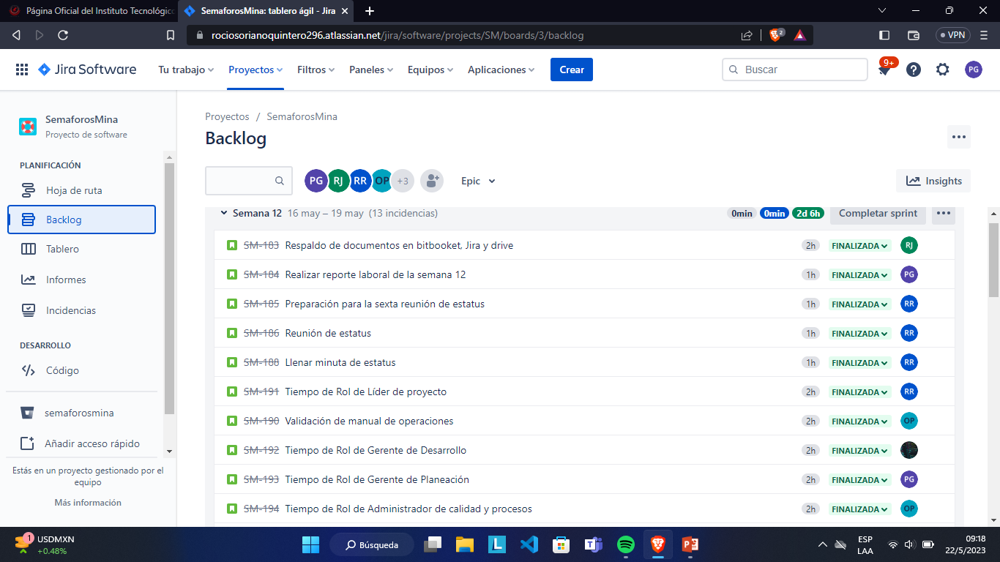 Página Oficial del Instituto Tecnológico
SemaforosMina: tablero ágil - Jira
rociosorianoquintero296.atlassian.net/jira/software/projects/SM/boards/3/backlog
2
VPN
Jira Software
Tu trabajo
Proyectos
Filtros
Paneles
Equipos
Aplicaciones
Crear
Buscar
9+
PG
SemaforosMina
Proyecto de software
PLANIFICACIÓN
Hoja de ruta
Backlog
Tablero
Informes
Incidencias
DESARROLLO
Código
semaforosmina
Añadir acceso rápido
Estás en un proyecto gestionado por el
equipo
Más información
Proyectos / SemaforosMina
Backlog
PG RJ RR OP +3
Epic
Insights
Semana 12 16 may – 19 may (13 incidencias) 0min 0min 2d 6h Completar sprint
SM-183 Respaldo de documentos en bitbooket, Jira y drive 2h FINALIZADA RJ
SM-184 Realizar reporte laboral de la semana 12 1h FINALIZADA PG
SM-185 Preparación para la sexta reunión de estatus 1h FINALIZADA RR
SM-186 Reunión de estatus 1h FINALIZADA RR
SM-188 Llenar minuta de estatus 1h FINALIZADA RR
SM-191 Tiempo de Rol de Líder de proyecto 2h FINALIZADA RR
SM-190 Validación de manual de operaciones 2h FINALIZADA OP
SM-192 Tiempo de Rol de Gerente de Desarrollo 2h FINALIZADA
SM-193 Tiempo de Rol de Gerente de Planeación 2h FINALIZADA PG
SM-194 Tiempo de Rol de Administrador de calidad y procesos 2h FINALIZADA OP
1
USDMXN
+0.48%
Búsqueda
ESP
LAA
09:18
22/5/2023